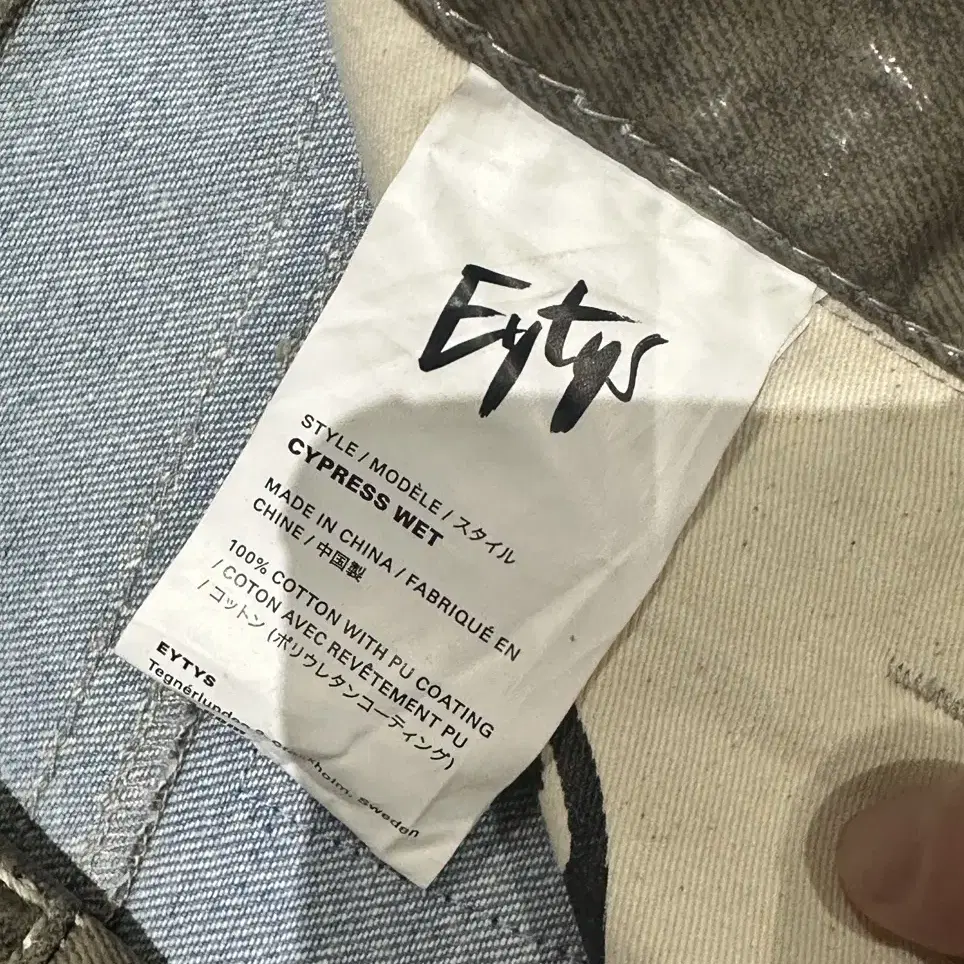 Eytys
STYLE / MODÈLE / スタイル
CYPRESS WET
MADE IN CHINA / FABRIQUÉ EN
CHINE / 中国製
100% COTTON WITH PU COATING
/ COTON AVEC REVÊTEMENT PU
/ コットン (ポリウレタンコーティング)
EYTYS
Sweden